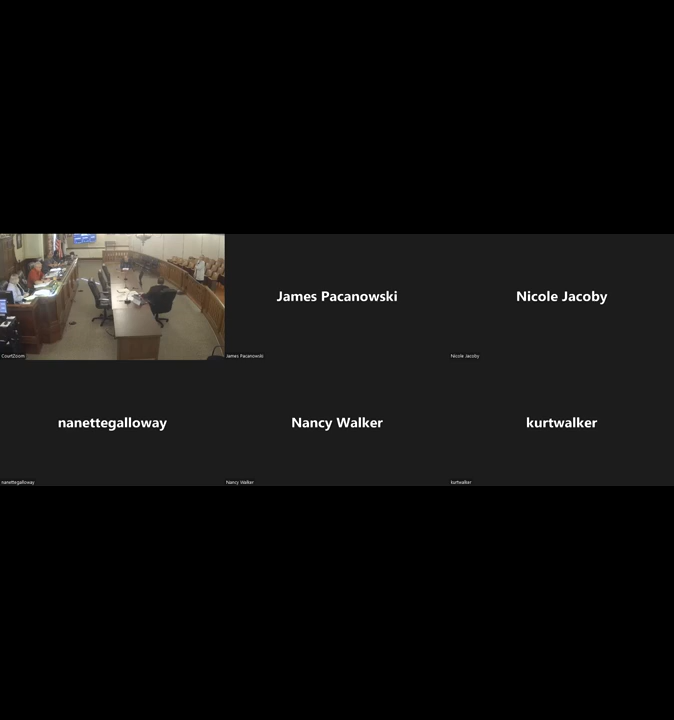 CourtZoom
James Pacanowski
James Pacanowski
Nicole Jacoby
Nicole Jacoby
nanettegalloway
nanettegalloway
Nancy Walker
Nancy Walker
kurtwalker
kurtwalker